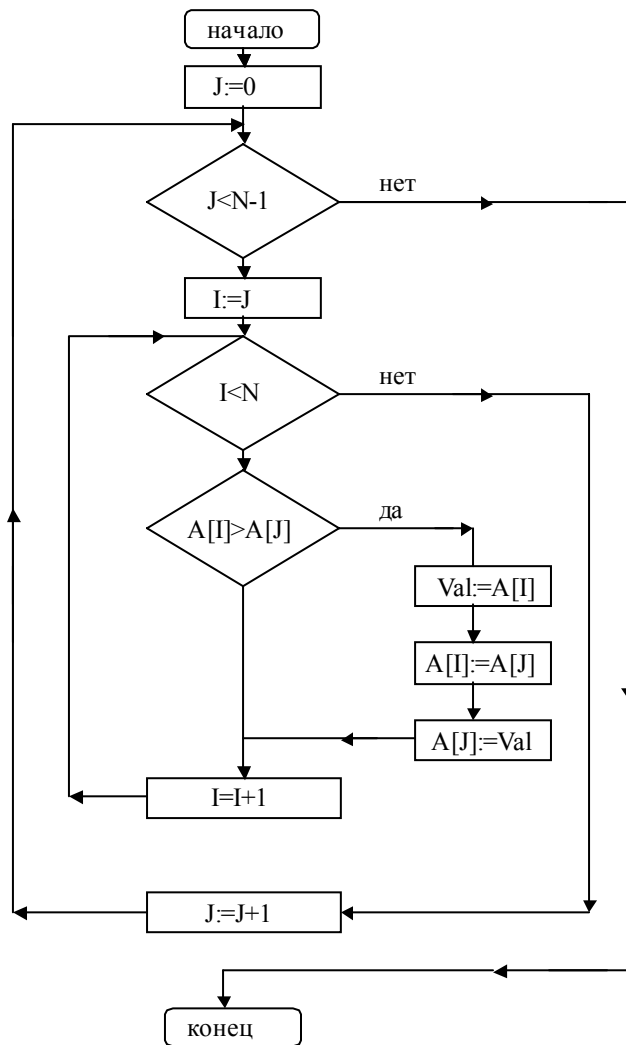 начало
J:=0
J<N-1
нет
I:=J
I<N
нет
A[I]>A[J]
да
Val:=A[I]
A[I]:=A[J]
A[J]:=Val
I=I+1
J:=J+1
конец